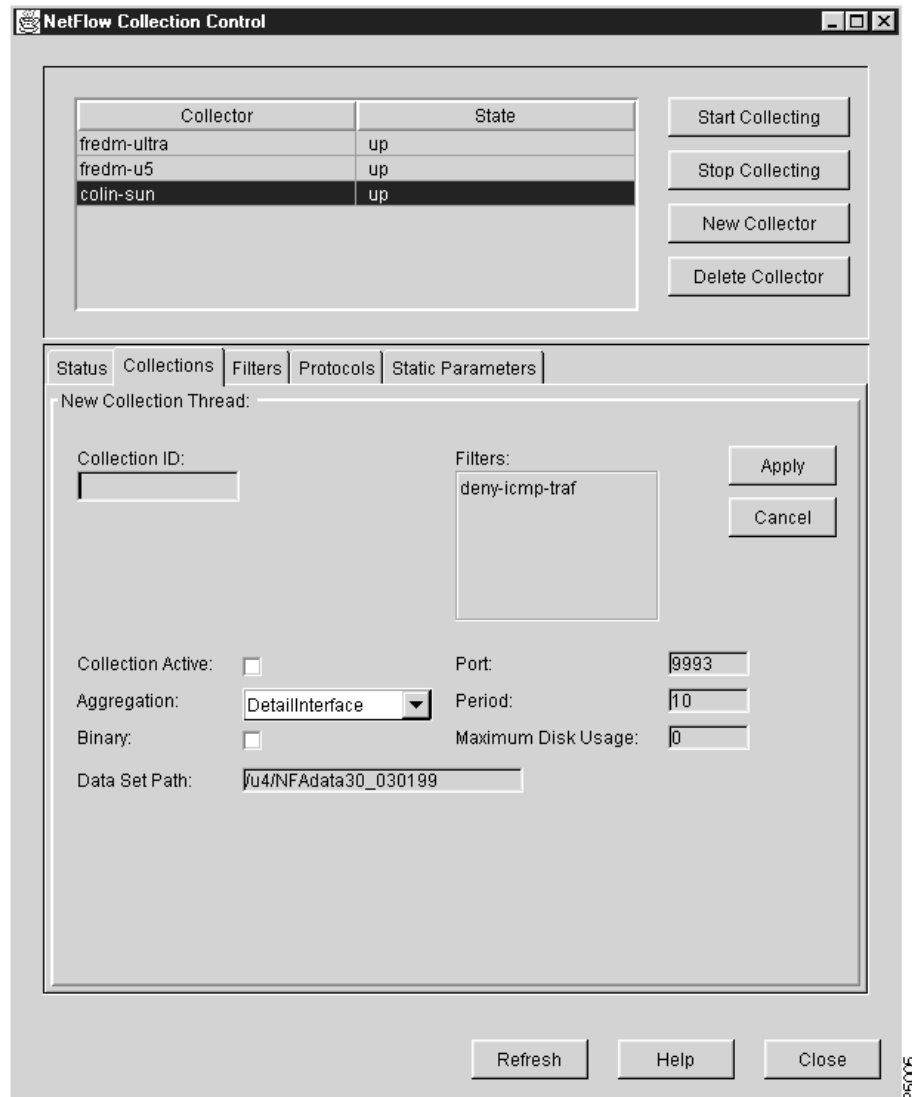 NetFlow Collection Control
Collector State
fredm-ultra up
fredm-u5 up
colin-sun up
Start Collecting
Stop Collecting
New Collector
Delete Collector
Status Collections Filters Protocols Static Parameters
New Collection Thread:
Collection ID:
Filters:
deny-icmp-traf
Apply
Cancel
Collection Active:
Port: 9993
Aggregation: DetailInterface
Period: 10
Binary:
Maximum Disk Usage: 0
Data Set Path: /u4/NFAdata30_030199
Refresh Help Close